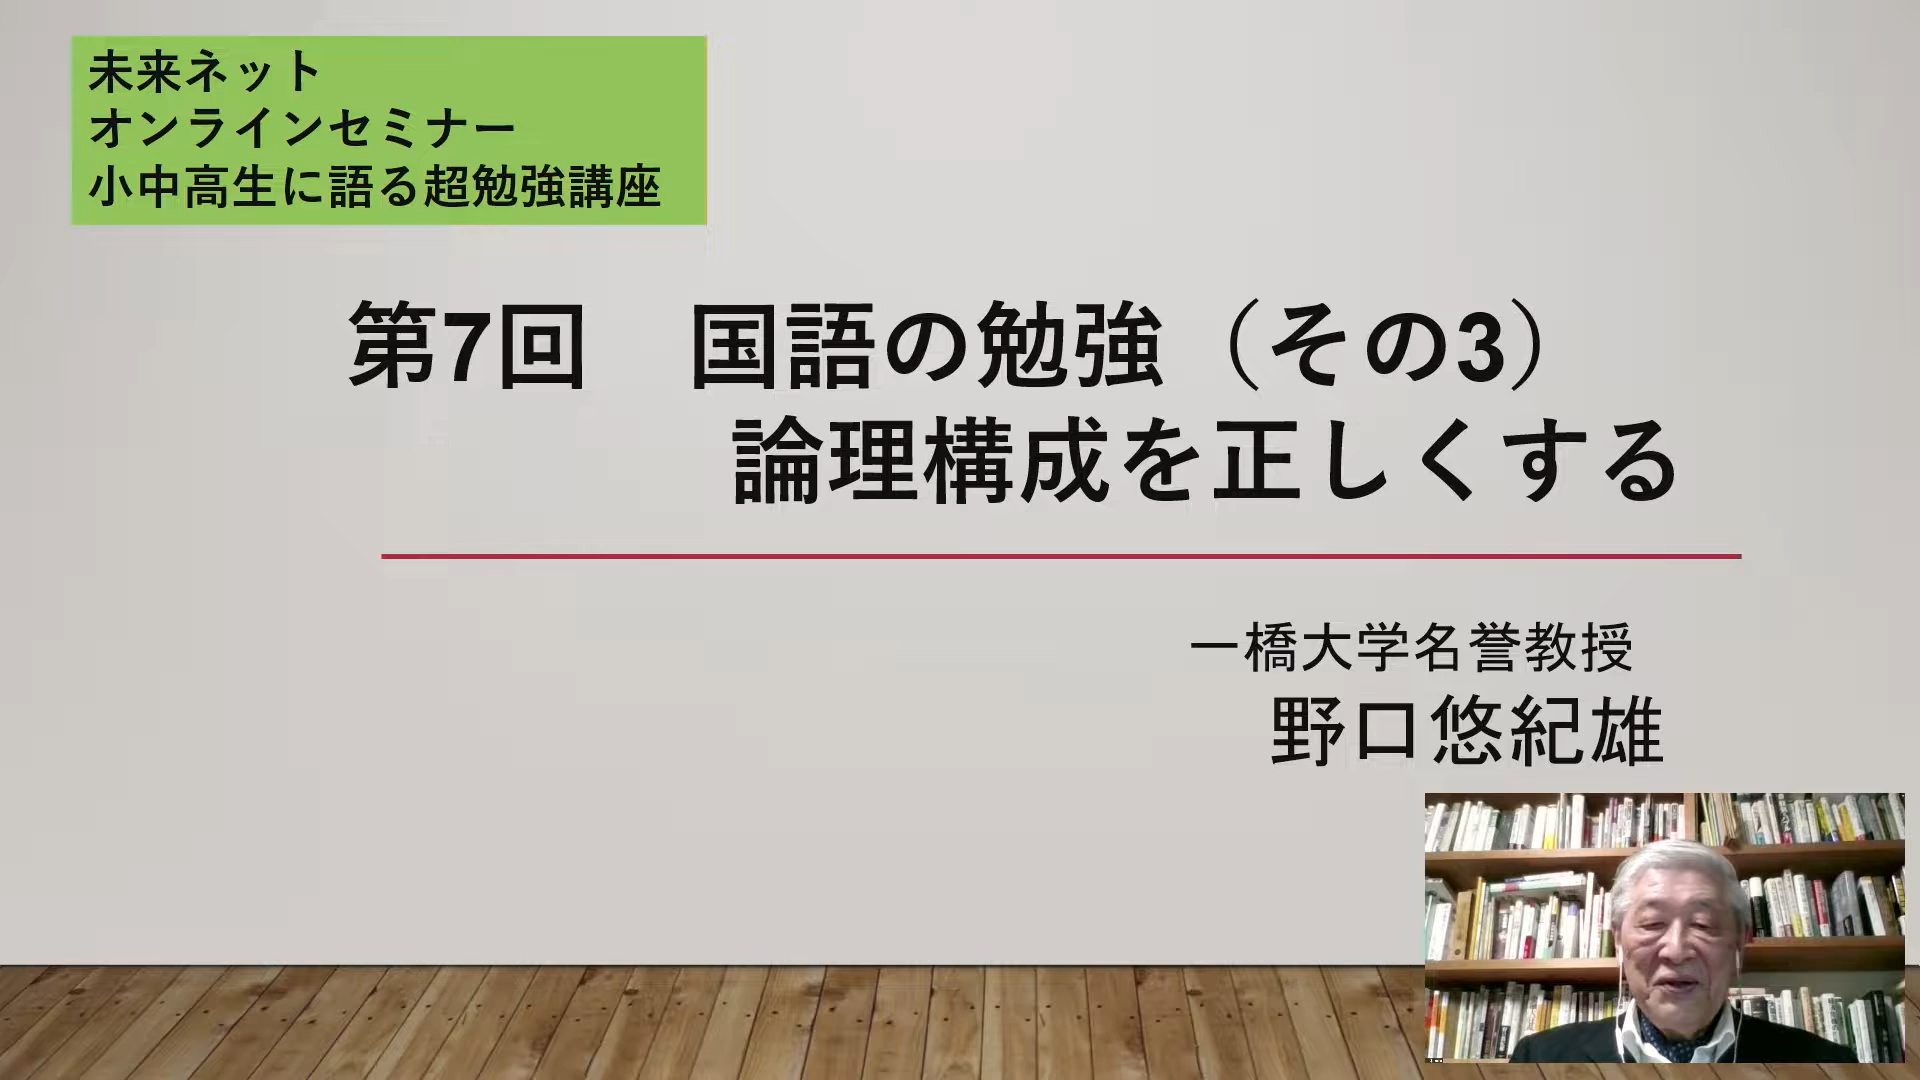 未来ネット
オンラインセミナー
小中高生に語る超勉強講座
第7回　国語の勉強（その3）
論理構成を正しくする
一橋大学名誉教授
野口悠紀雄